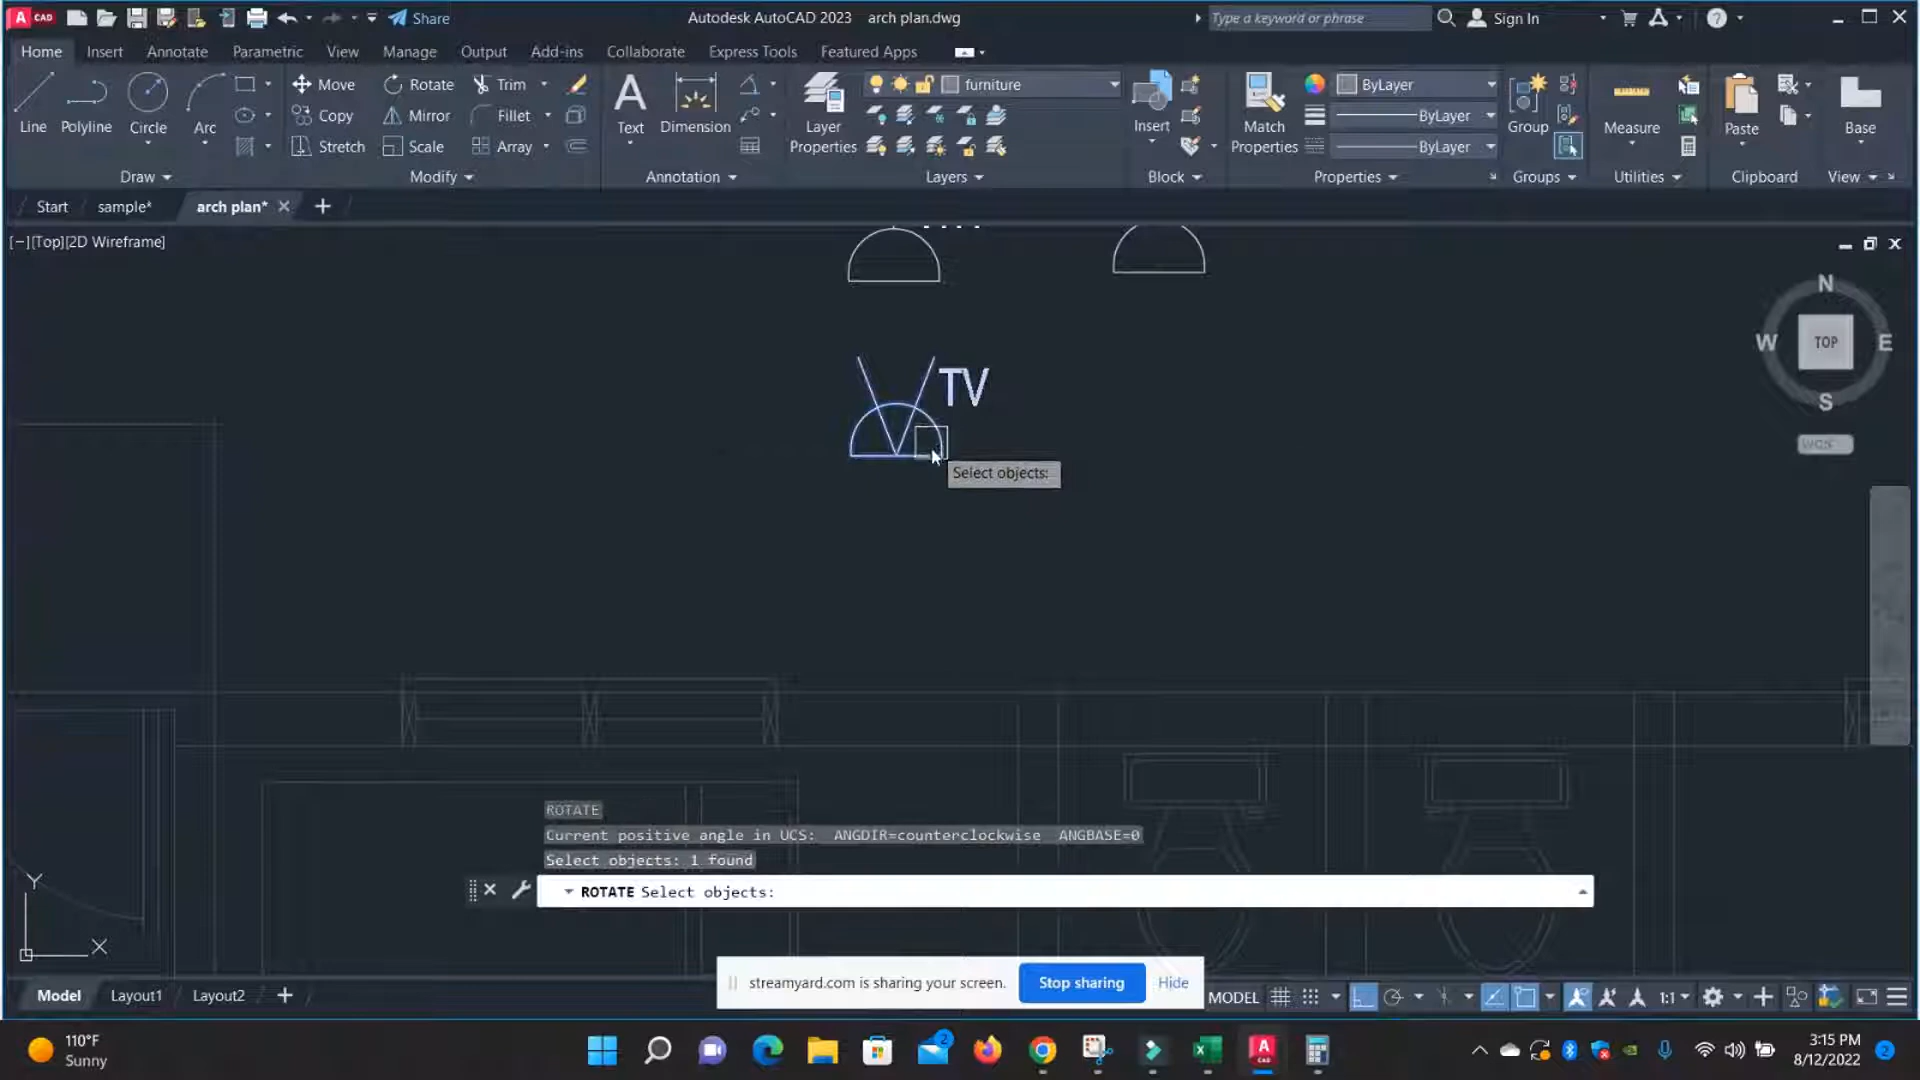 A CAD
Share
Autodesk AutoCAD 2023 arch plan.dwg
Type a keyword or phrase
Sign In
Home Insert Annotate Parametric View Manage Output Add-ins Collaborate Express Tools Featured Apps
Line
Polyline
Circle
Arc
Move
Copy
Stretch
Rotate
Mirror
Scale
Trim
Fillet
Array
Text
Dimension
Layer
Properties
furniture
Insert
Match
Properties
ByLayer
ByLayer
ByLayer
Group
Measure
Paste
Base
Draw Modify Annotation Layers Block Properties Groups Utilities Clipboard View
Start sample* arch plan*
[−][Top][2D Wireframe]
N
W TOP E
S
WCS
TV
Select objects:
ROTATE
Current positive angle in UCS: ANGDIR=counterclockwise ANGBASE=0
Select objects: 1 found
ROTATE Select objects:
Y
X
streamyard.com is sharing your screen. Stop sharing Hide
Model Layout1 Layout2
MODEL 1:1
110°F
Sunny
2
3:15 PM
8/12/2022
2